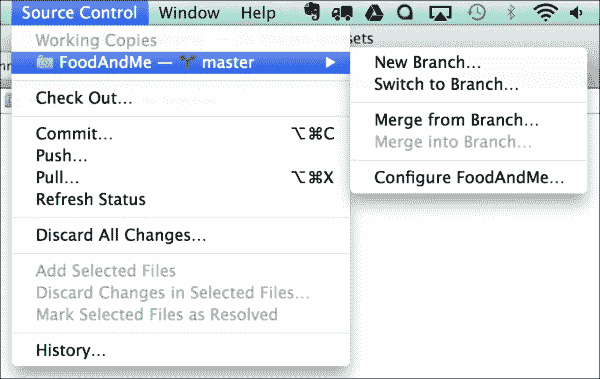 Source Control Window Help
sets
Working Copies
FoodAndMe — master
New Branch...
Switch to Branch...
Merge from Branch...
Merge into Branch...
Configure FoodAndMe...
Check Out...
Commit... ⌥⌘C
Push...
Pull... ⌥⌘X
Refresh Status
Discard All Changes...
Add Selected Files
Discard Changes in Selected Files...
Mark Selected Files as Resolved
History...